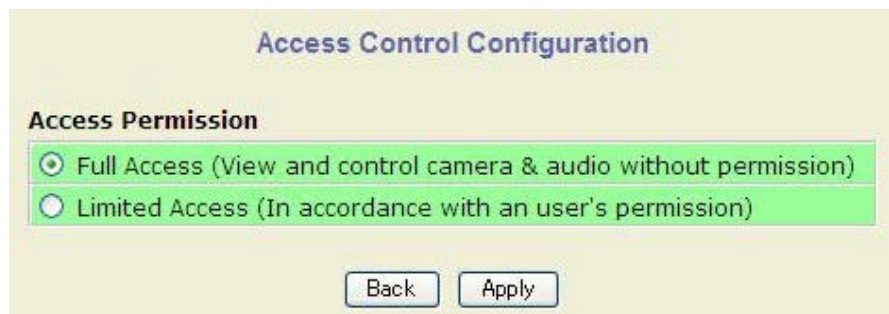 Access Control Configuration
Access Permission
Full Access (View and control camera & audio without permission)
Limited Access (In accordance with an user's permission)
Back Apply